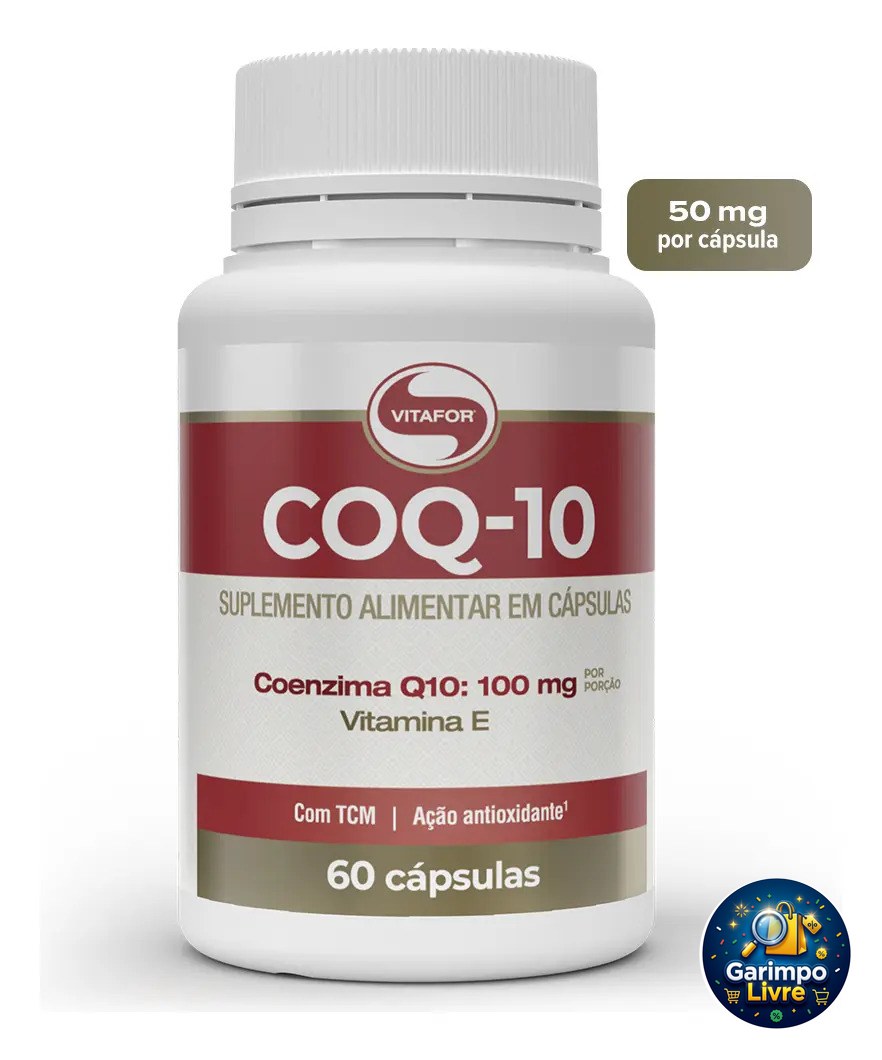 50 mg
por cápsula
VITAFOR®
COQ-10
SUPLEMENTO ALIMENTAR EM CÁPSULAS
Coenzima Q10: 100 mg POR PORÇÃO
Vitamina E
Com TCM | Ação antioxidante¹
60 cápsulas
Garimpo
Livre